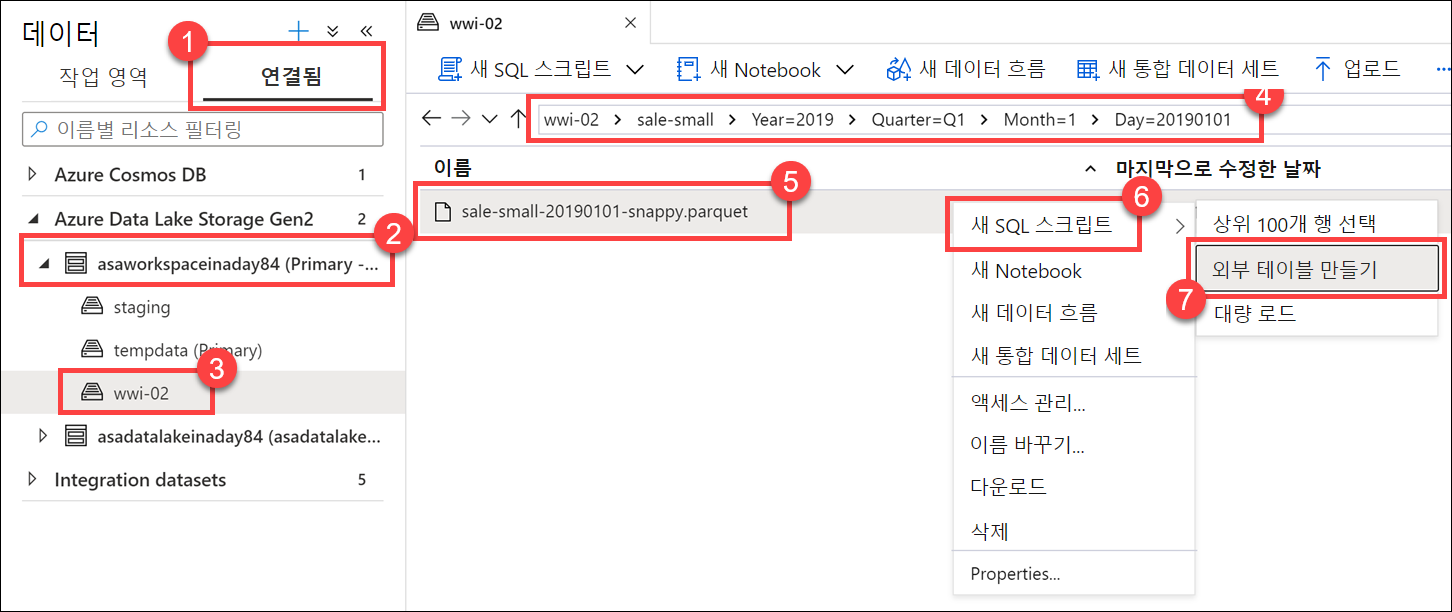 데이터
1
작업 영역
연결됨
이름별 리소스 필터링
Azure Cosmos DB 1
Azure Data Lake Storage Gen2 2
2
asaworkspaceinaday84 (Primary -...
staging
tempdata (Primary)
3
wwi-02
asadatalakeinaday84 (asadatalake...
Integration datasets 5
wwi-02
새 SQL 스크립트
새 Notebook
새 데이터 흐름
새 통합 데이터 세트
업로드
4
wwi-02 > sale-small > Year=2019 > Quarter=Q1 > Month=1 > Day=20190101
이름
마지막으로 수정한 날짜
5
sale-small-20190101-snappy.parquet
6
새 SQL 스크립트
새 Notebook
새 데이터 흐름
새 통합 데이터 세트
액세스 관리...
이름 바꾸기...
다운로드
삭제
Properties...
상위 100개 행 선택
외부 테이블 만들기
7
대량 로드